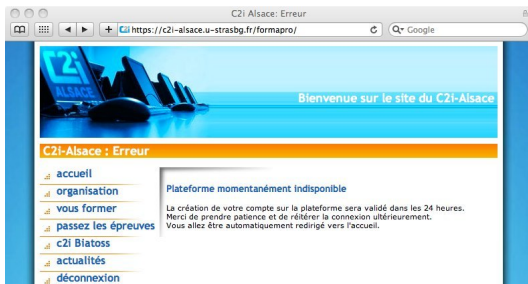 C2i Alsace: Erreur
https://c2i-alsace.u-strasbg.fr/formapro/
Google
C2i
ALSACE
Bienvenue sur le site du C2i-Alsace
C2i-Alsace : Erreur
accueil
organisation
vous former
passez les épreuves
c2i Biatoss
actualités
déconnexion
Plateforme momentanément indisponible
La création de votre compte sur la plateforme sera validé dans les 24 heures.
Merci de prendre patience et de réitérer la connexion ultérieurement.
Vous allez être automatiquement redirigé vers l'accueil.